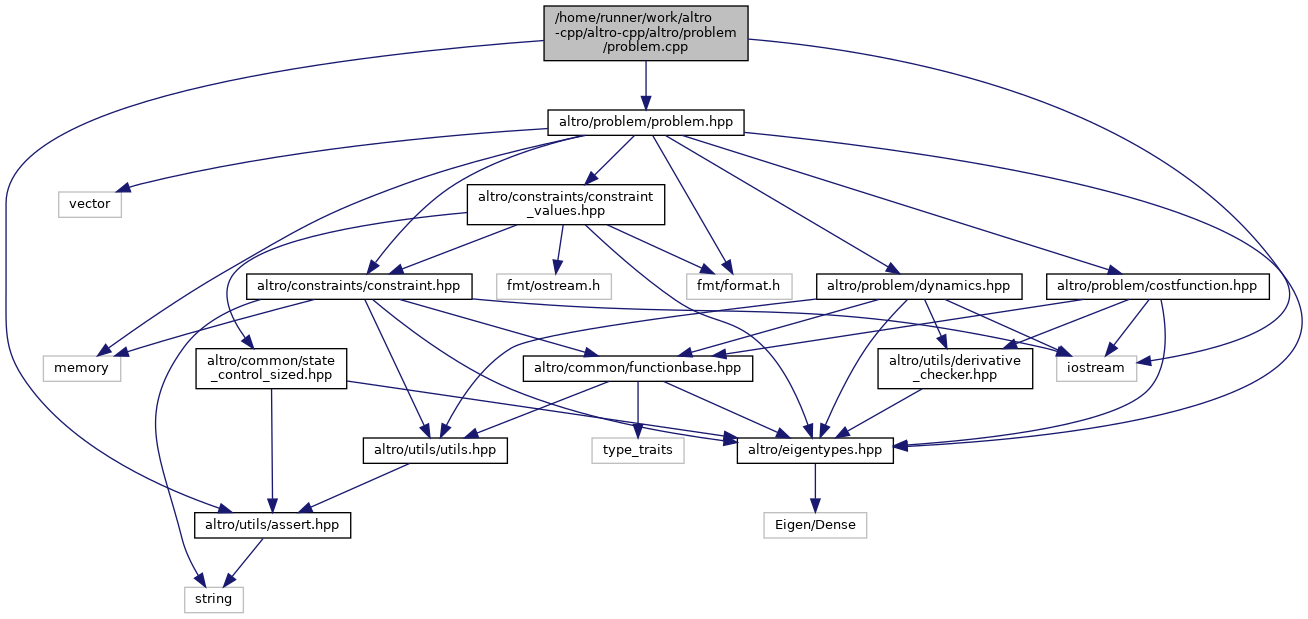 /home/runner/work/altro
-cpp/altro-cpp/altro/problem
/problem.cpp
altro/problem/problem.hpp
vector
altro/constraints/constraint
_values.hpp
altro/constraints/constraint.hpp
fmt/ostream.h
fmt/format.h
altro/problem/dynamics.hpp
altro/problem/costfunction.hpp
memory
altro/common/state
_control_sized.hpp
altro/common/functionbase.hpp
altro/utils/derivative
_checker.hpp
iostream
altro/utils/utils.hpp
type_traits
altro/eigentypes.hpp
altro/utils/assert.hpp
Eigen/Dense
string